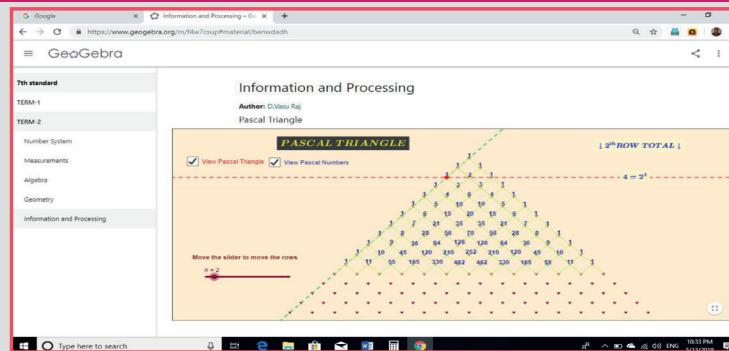 Google
Information and Processing – Ge
https://www.geogebra.org/m/f4w7csup#material/benwdadh
GeoGebra
7th standard
TERM-1
TERM-2
Number System
Measurements
Algebra
Geometry
Information and Processing
Information and Processing
Author: D.Vasu Raj
Pascal Triangle
PASCAL TRIANGLE
↓ 2th ROW TOTAL ↓
View Pascal Triangle View Pascal Numbers
4 = 2²
1
1 1
1 2 1
1 3 3 1
1 4 6 4 1
1 5 10 10 5 1
1 6 15 20 15 6 1
1 7 21 35 35 21 7 1
1 8 28 56 70 56 28 8 1
1 9 36 84 126 126 84 36 9 1
1 10 45 120 210 252 210 120 45 10 1
1 11 55 165 330 462 462 330 165 55 11 1
Move the slider to move the rows
n = 2
Type here to search
ENG
10:33 PM
5/13/2019